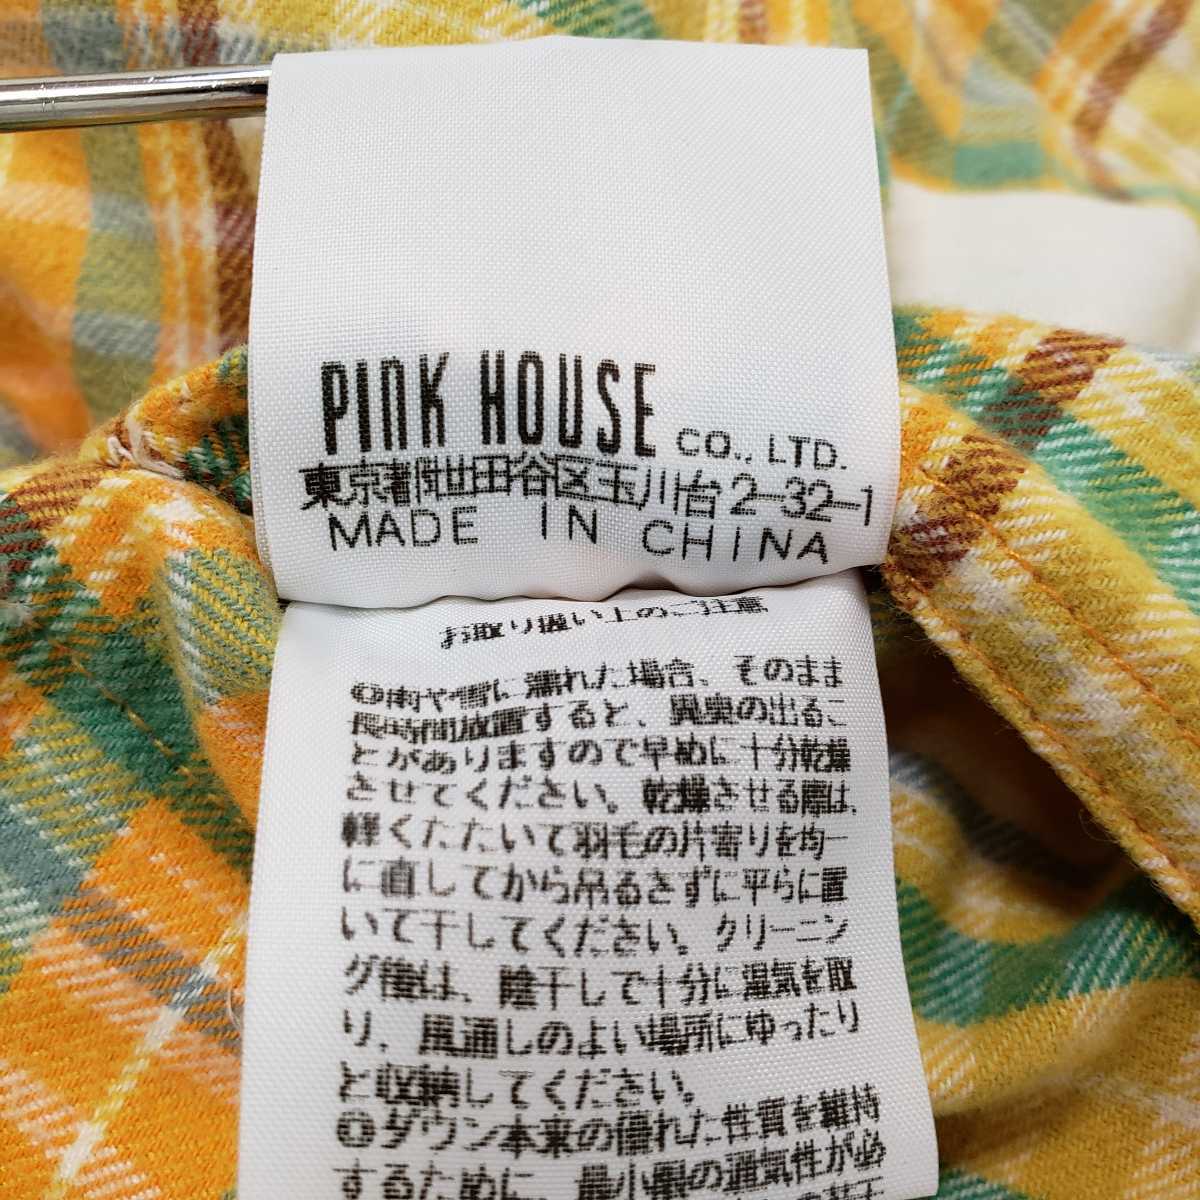 PINK HOUSE CO., LTD.
東京都世田谷区玉川台2-32-1
MADE IN CHINA
お取り扱い上のご注意
雨や雪に濡れた場合、そのまま
長時間放置すると、異臭の出るこ
とがありますので早めに十分乾燥
させてください。乾燥させる際は、
軽くたたいて羽毛の片寄りを均一
に直してから吊るさずに平らに置
いて干してください。クリーニン
グ後は、陰干しで十分に湿気を取
り、風通しのよい場所にゆったり
と収納してください。
ダウン本来の優れた性質を維持
するために、最小限の通気性が必